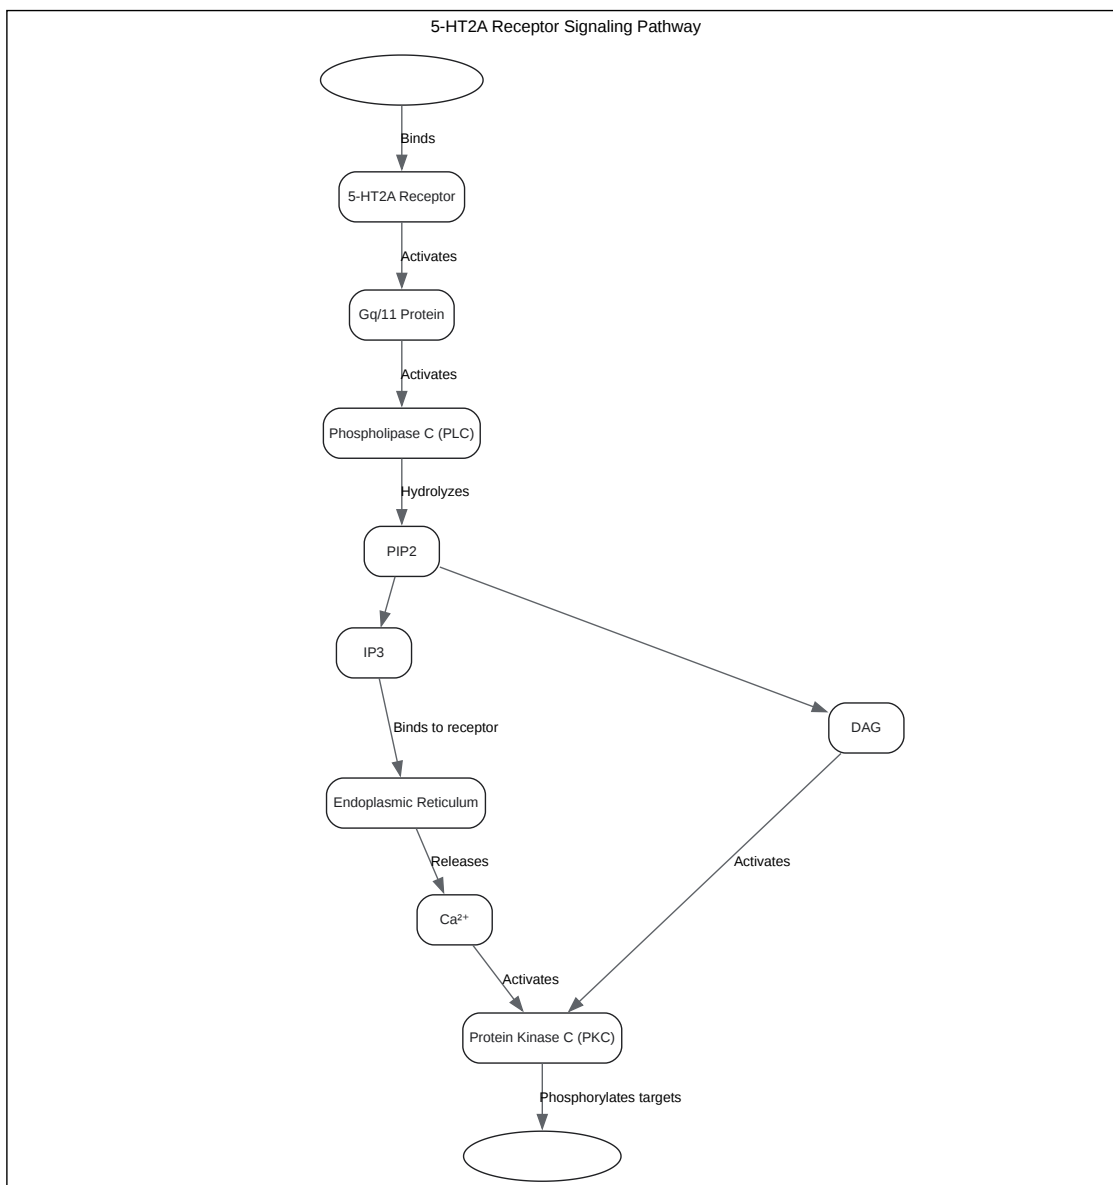 5-HT2A Receptor Signaling Pathway
Binds
5-HT2A Receptor
Activates
Gq/11 Protein
Activates
Phospholipase C (PLC)
Hydrolyzes
PIP2
IP3
Binds to receptor
DAG
Endoplasmic Reticulum
Releases
Activates
Ca²⁺
Activates
Protein Kinase C (PKC)
Phosphorylates targets